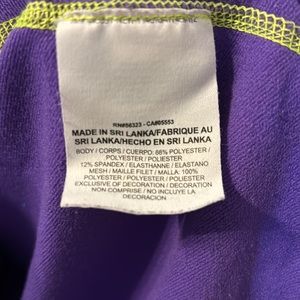 RN#56323 - CA#05553
MADE IN SRI LANKA/FABRIQUE AU
SRI LANKA/HECHO EN SRI LANKA
BODY / CORPS / CUERPO: 88% POLYESTER /
POLYESTER / POLIESTER
12% SPANDEX / ELASTHANNE / ELASTANO
MESH / MAILLE FILET / MALLA: 100%
POLYESTER / POLYESTER / POLIESTER
EXCLUSIVE OF DECORATION / DECORATION
NON COMPRISE / NO INCLUYE LA
DECORACION